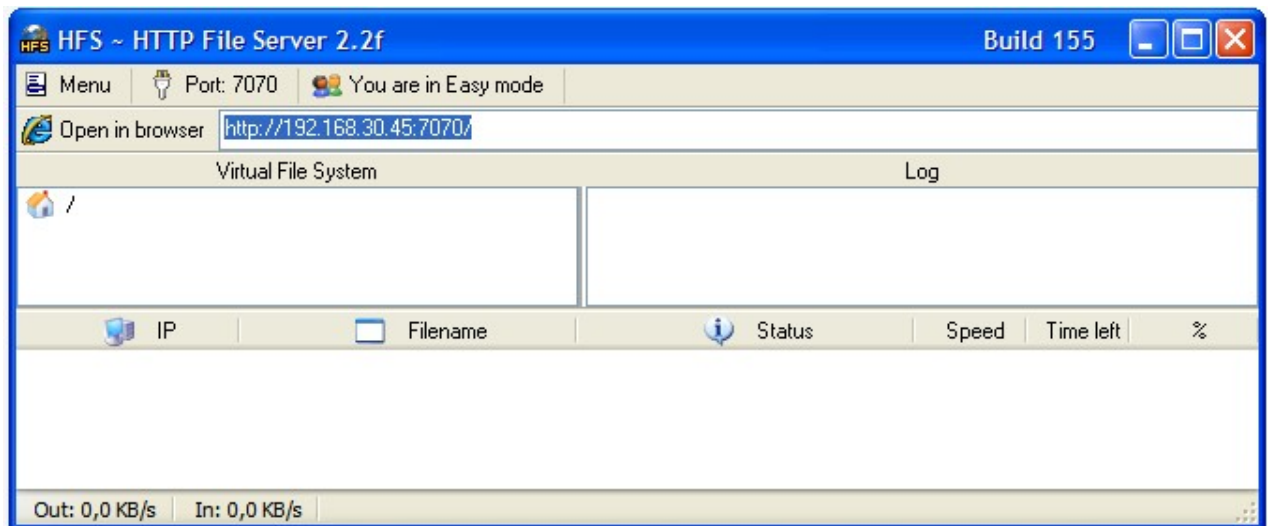 HFS ~ HTTP File Server 2.2f Build 155
Menu Port: 7070 You are in Easy mode
Open in browser http://192.168.30.45:7070/
Virtual File System Log
/
IP Filename Status Speed Time left %
Out: 0,0 KB/s In: 0,0 KB/s